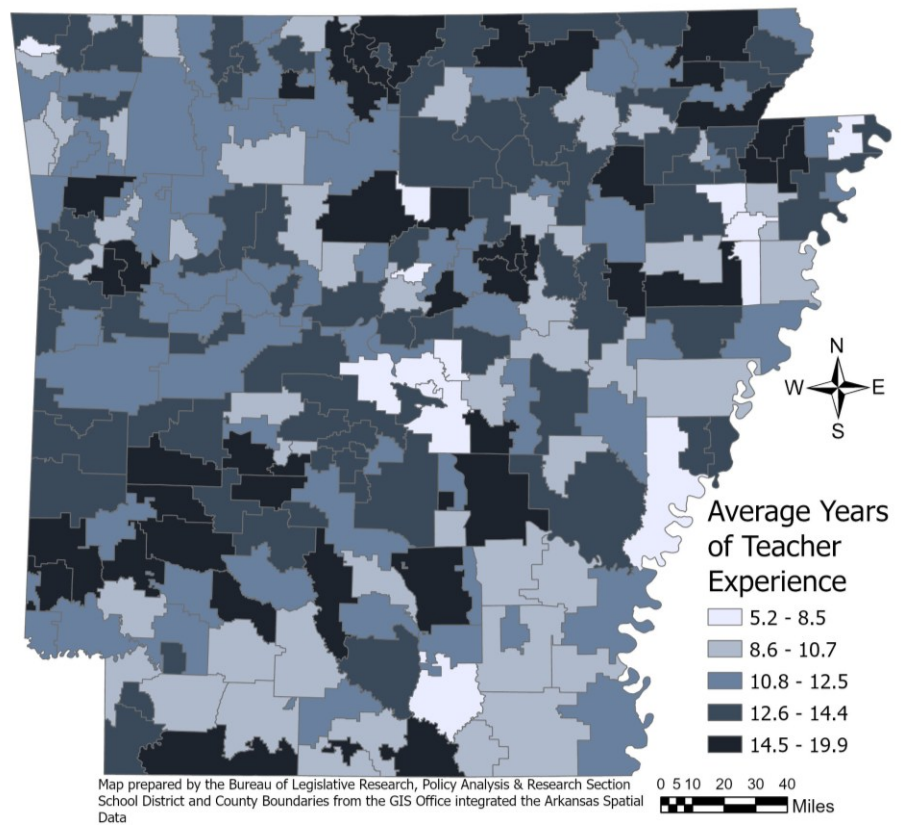 N
W E
S
Average Years
of Teacher
Experience
5.2 - 8.5
8.6 - 10.7
10.8 - 12.5
12.6 - 14.4
14.5 - 19.9
Map prepared by the Bureau of Legislative Research, Policy Analysis & Research Section
School District and County Boundaries from the GIS Office integrated the Arkansas Spatial
Data
0 5 10 20 30 40
Miles